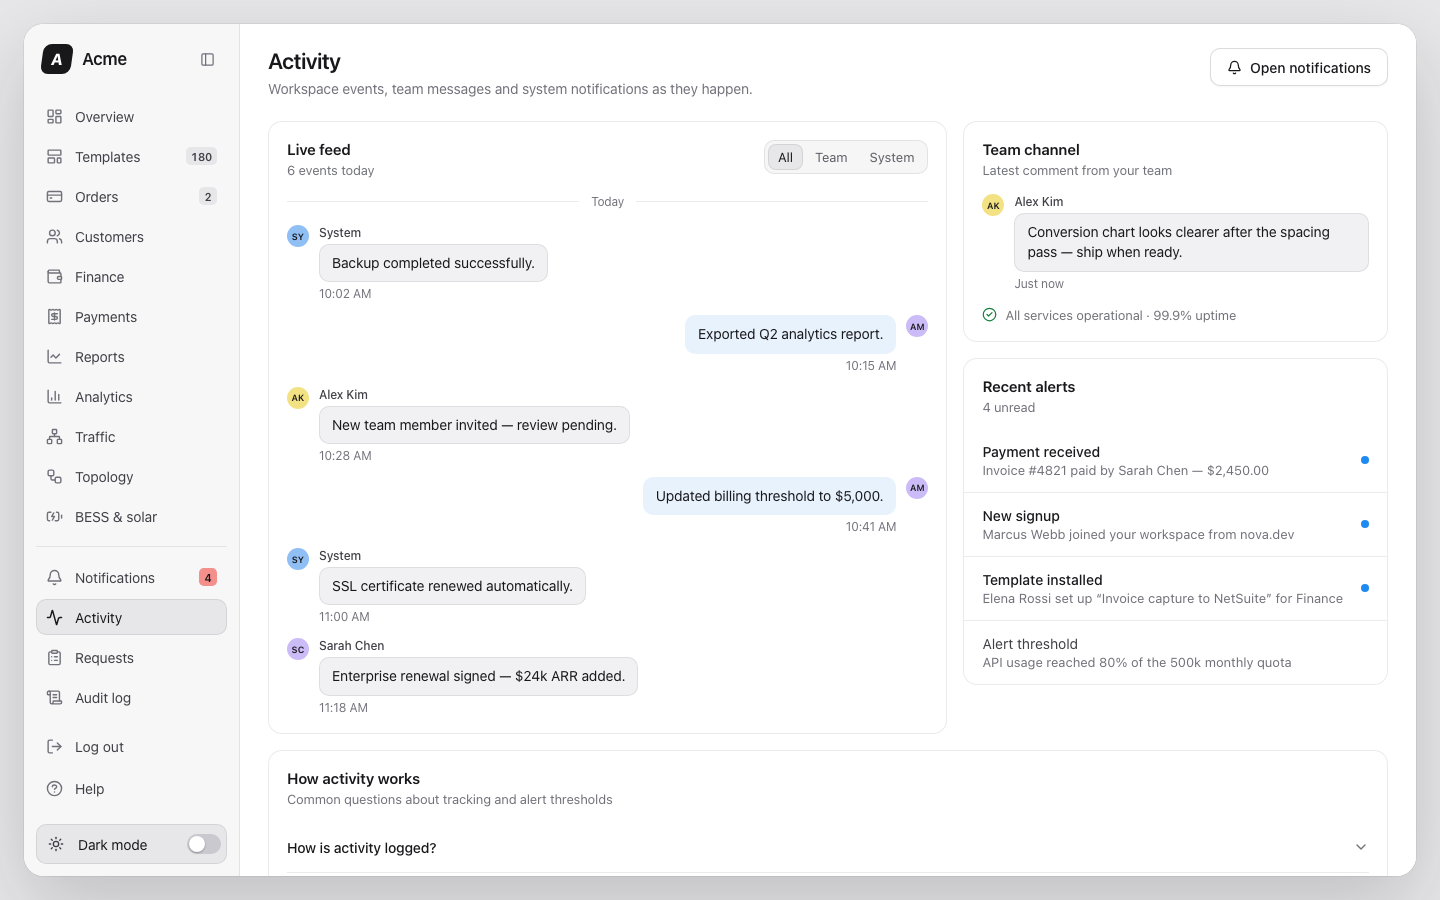 A Acme
Overview
Templates 180
Orders 2
Customers
Finance
Payments
Reports
Analytics
Traffic
Topology
BESS & solar
Notifications 4
Activity
Requests
Audit log
Log out
Help
Dark mode
Activity
Workspace events, team messages and system notifications as they happen.
Open notifications
Live feed
6 events today
All Team System
Today
SY System
Backup completed successfully.
10:02 AM
Exported Q2 analytics report. AM
10:15 AM
AK Alex Kim
New team member invited — review pending.
10:28 AM
Updated billing threshold to $5,000. AM
10:41 AM
SY System
SSL certificate renewed automatically.
11:00 AM
SC Sarah Chen
Enterprise renewal signed — $24k ARR added.
11:18 AM
Team channel
Latest comment from your team
AK Alex Kim
Conversion chart looks clearer after the spacing
pass — ship when ready.
Just now
All services operational · 99.9% uptime
Recent alerts
4 unread
Payment received
Invoice #4821 paid by Sarah Chen — $2,450.00
New signup
Marcus Webb joined your workspace from nova.dev
Template installed
Elena Rossi set up “Invoice capture to NetSuite” for Finance
Alert threshold
API usage reached 80% of the 500k monthly quota
How activity works
Common questions about tracking and alert thresholds
How is activity logged?